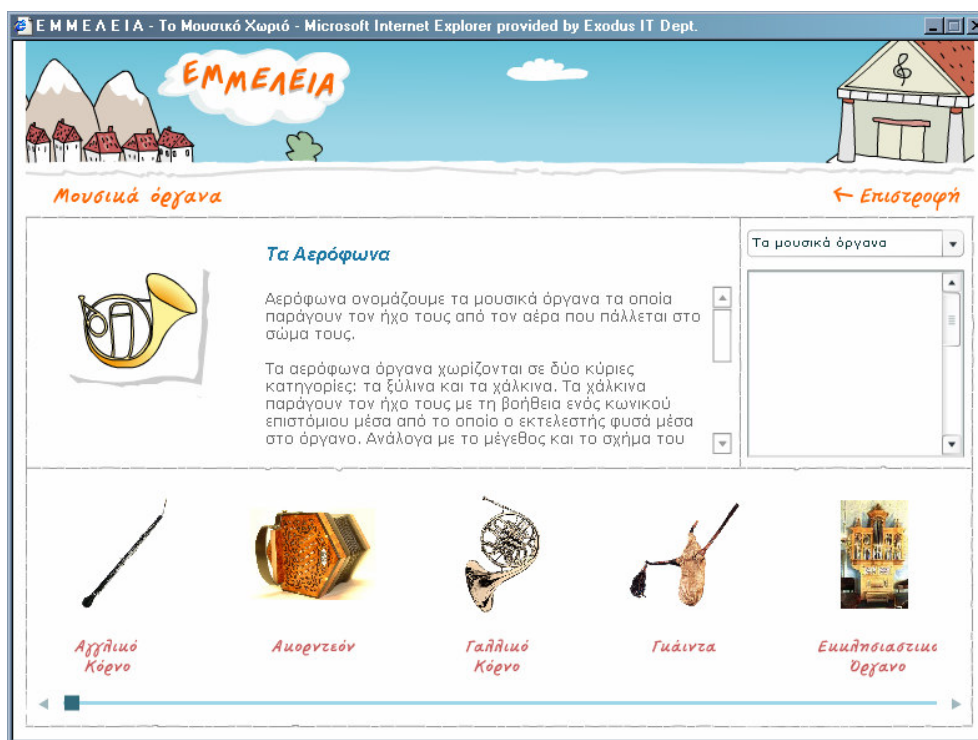 Ε Μ Μ Ε Λ Ε Ι Α - Το Μουσικό Χωριό - Microsoft Internet Explorer provided by Exodus IT Dept.
ΕΜΜΕΛΕΙΑ
Μουσικά όργανα
← Επιστροφή
Τα Αερόφωνα
Τα μουσικά όργανα
Αερόφωνα ονομάζουμε τα μουσικά όργανα τα οποία
παράγουν τον ήχο τους από τον αέρα που πάλλεται στο
σώμα τους.
Τα αερόφωνα όργανα χωρίζονται σε δύο κύριες
κατηγορίες: τα ξύλινα και τα χάλκινα. Τα χάλκινα
παράγουν τον ήχο τους με τη βοήθεια ενός κωνικού
επιστόμιου μέσα από το οποίο ο εκτελεστής φυσά μέσα
στο όργανο. Ανάλογα με το μέγεθος και το σχήμα του
Αγγλικό
Κόρνο
Ακορντεόν
Γαλλικό
Κόρνο
Γκάιντα
Εκκλησιαστικο
Όργανο